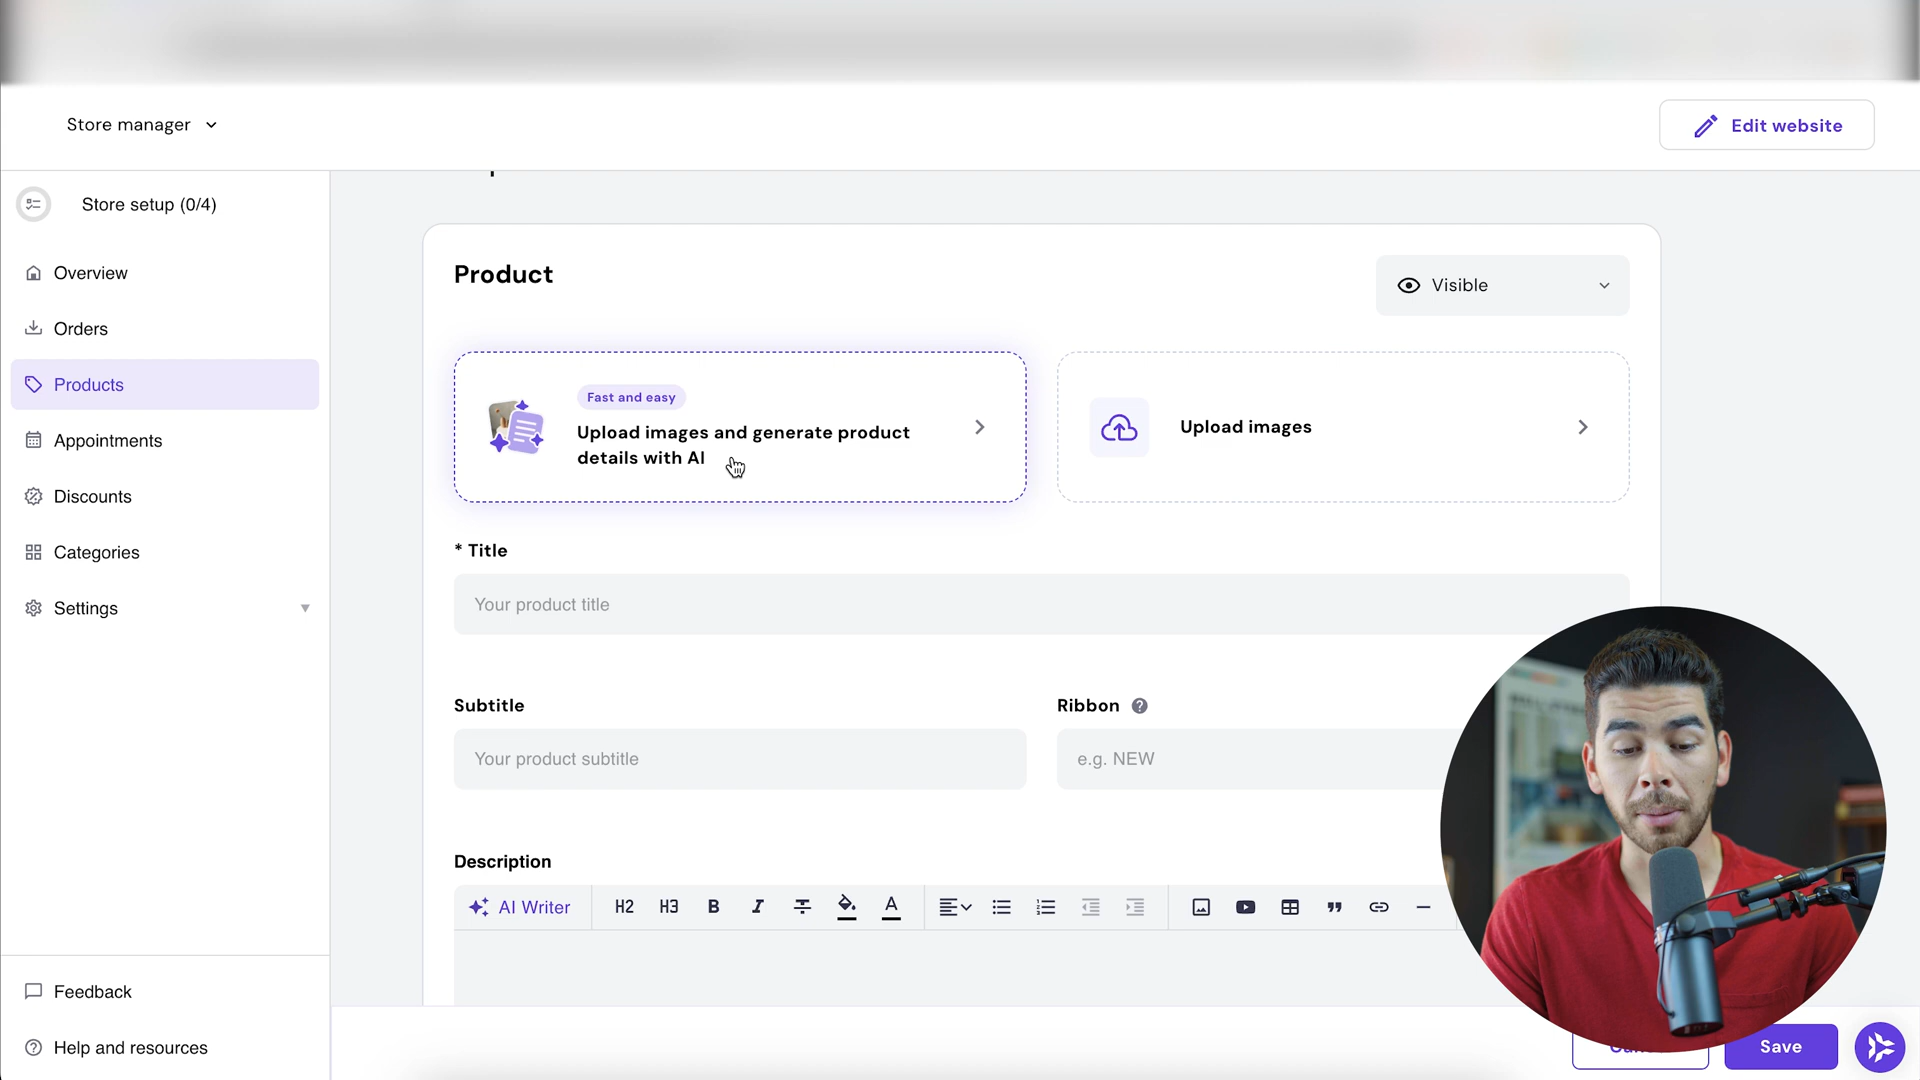 Store manager
Edit website
Store setup (0/4)
Overview
Orders
Products
Appointments
Discounts
Categories
Settings
Feedback
Help and resources
Product
Visible
Fast and easy
Upload images and generate product
details with AI
Upload images
* Title
Your product title
Subtitle
Your product subtitle
Ribbon
e.g. NEW
Description
AI Writer
H2
H3
B
I
A
Save